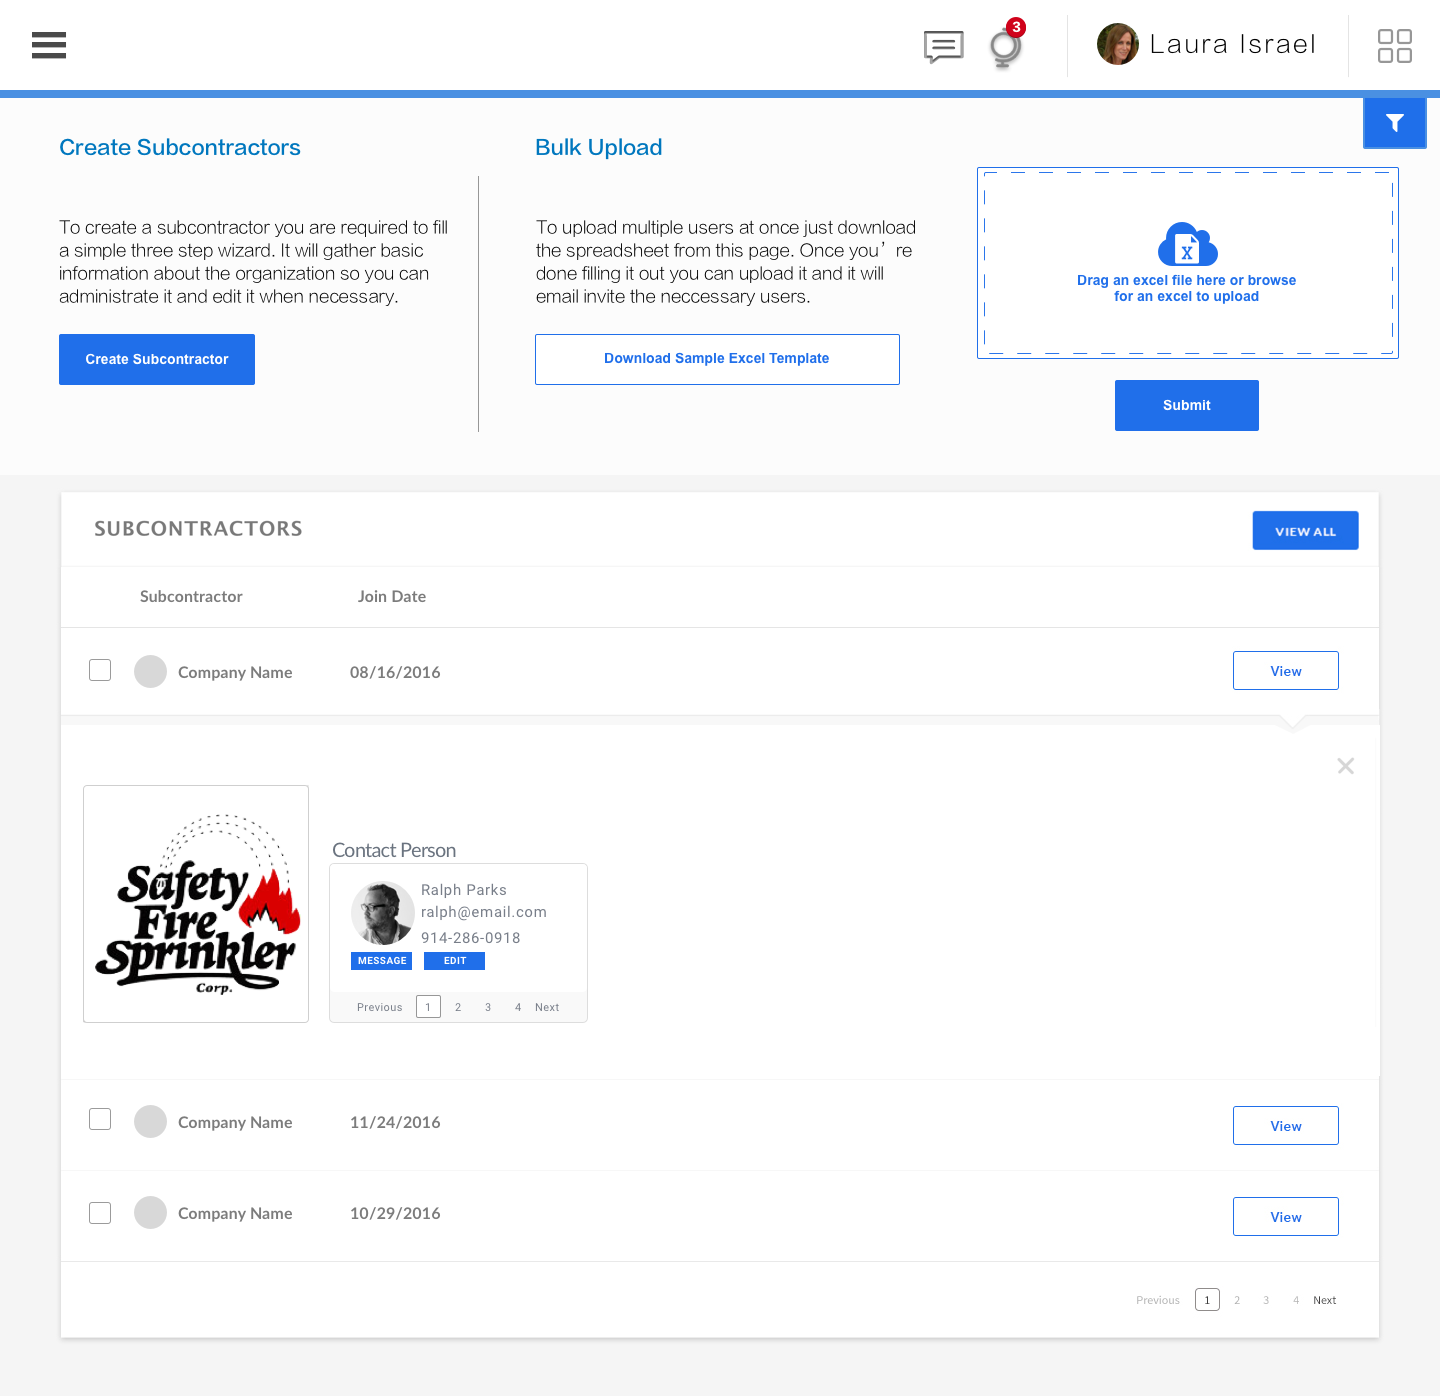 3
Laura Israel
Create Subcontractors
Bulk Upload
To create a subcontractor you are required to fill
a simple three step wizard. It will gather basic
information about the organization so you can
administrate it and edit it when necessary.
Create Subcontractor
To upload multiple users at once just download
the spreadsheet from this page. Once you’re
done filling it out you can upload it and it will
email invite the neccessary users.
Download Sample Excel Template
X
Drag an excel file here or browse
for an excel to upload
Submit
SUBCONTRACTORS
VIEW ALL
Subcontractor Join Date
Company Name 08/16/2016 View
Safety
Fire
Sprinkler
Corp.
Contact Person
Ralph Parks
ralph@email.com
914-286-0918
MESSAGE EDIT
Previous 1 2 3 4 Next
Company Name 11/24/2016 View
Company Name 10/29/2016 View
Previous 1 2 3 4 Next